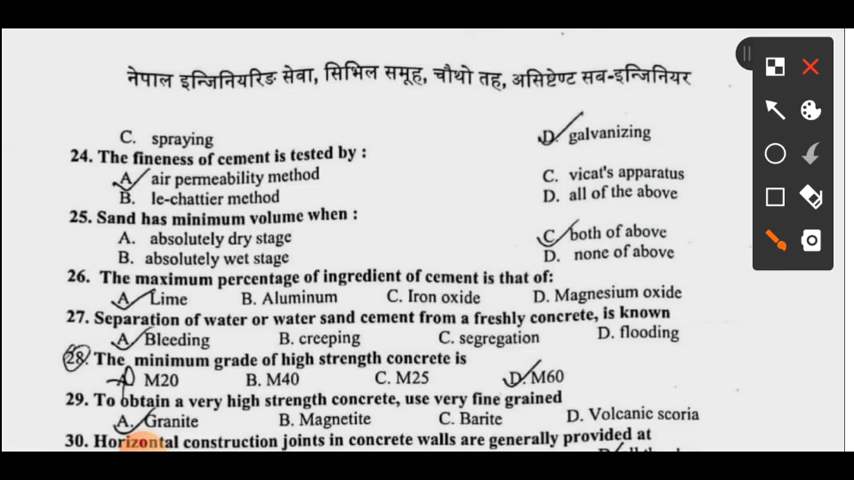 नेपाल इन्जिनियरिङ सेवा, सिभिल समूह, चौथो तह, असिष्टेण्ट सब-इन्जिनियर
C. spraying D. galvanizing
24. The fineness of cement is tested by :
A. air permeability method C. vicat's apparatus
B. le-chattier method D. all of the above
25. Sand has minimum volume when :
A. absolutely dry stage C. both of above
B. absolutely wet stage D. none of above
26. The maximum percentage of ingredient of cement is that of:
A. Lime B. Aluminum C. Iron oxide D. Magnesium oxide
27. Separation of water or water sand cement from a freshly concrete, is known
A. Bleeding B. creeping C. segregation D. flooding
28. The minimum grade of high strength concrete is
A. M20 B. M40 C. M25 D. M60
29. To obtain a very high strength concrete, use very fine grained
A. Granite B. Magnetite C. Barite D. Volcanic scoria
30. Horizontal construction joints in concrete walls are generally provided at